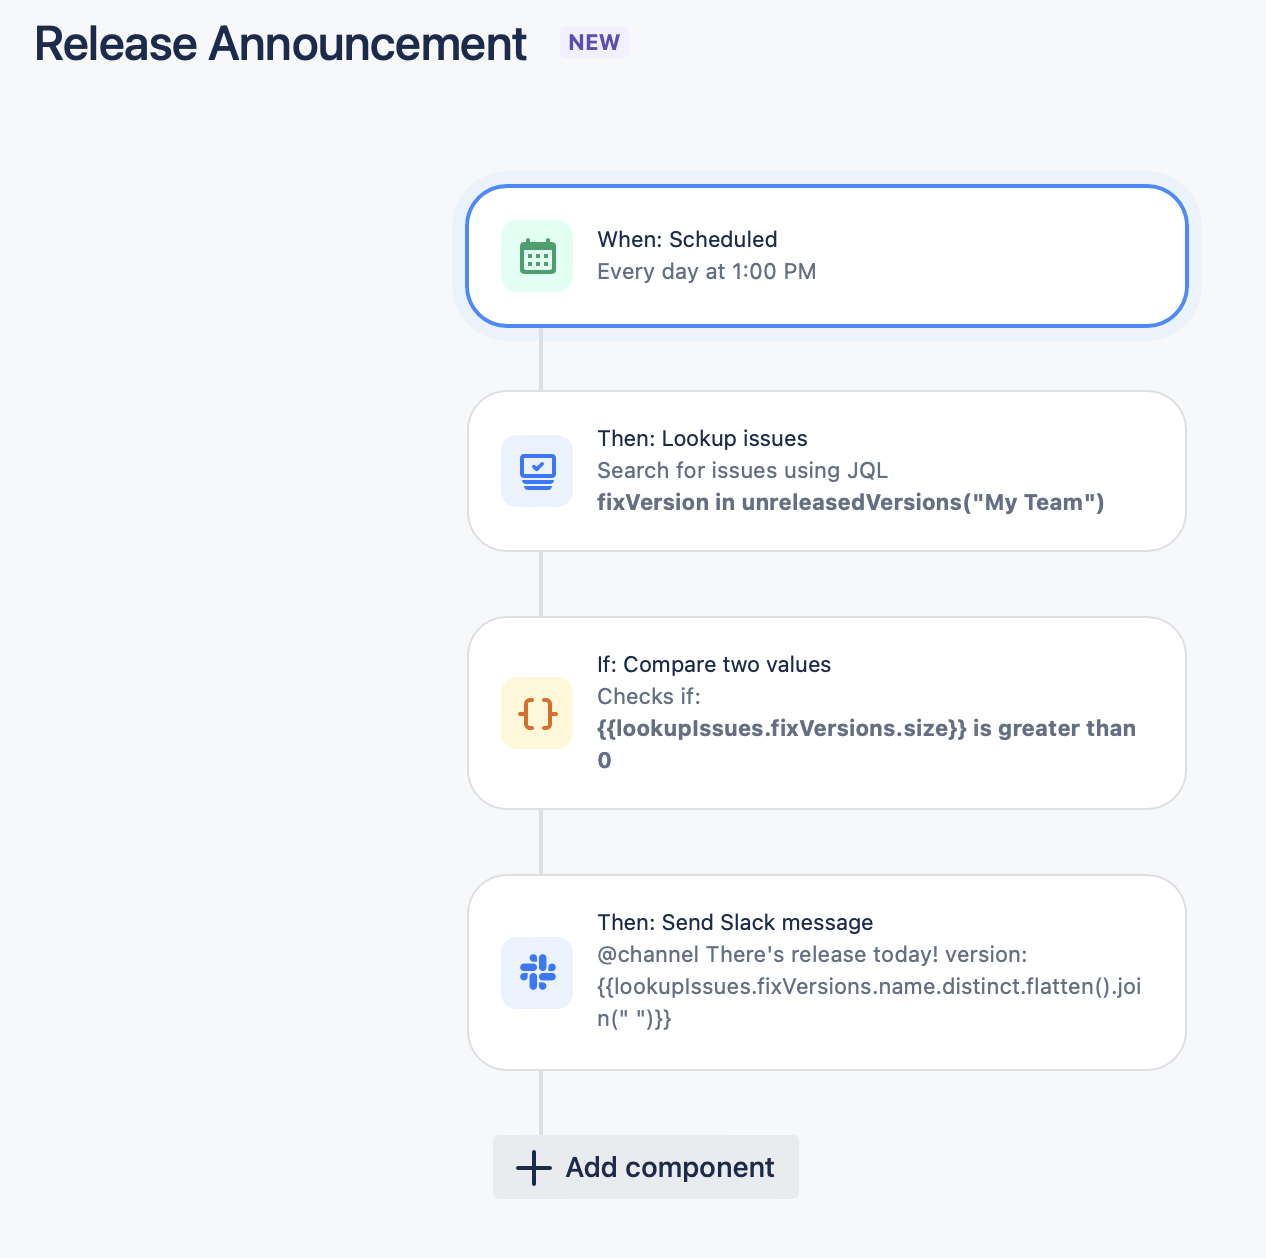 Release Announcement NEW
When: Scheduled
Every day at 1:00 PM
Then: Lookup issues
Search for issues using JQL
fixVersion in unreleasedVersions("My Team")
If: Compare two values
Checks if:
{{lookupIssues.fixVersions.size}} is greater than
0
Then: Send Slack message
@channel There's release today! version:
{{lookupIssues.fixVersions.name.distinct.flatten().joi
n(" ")}}
Add component